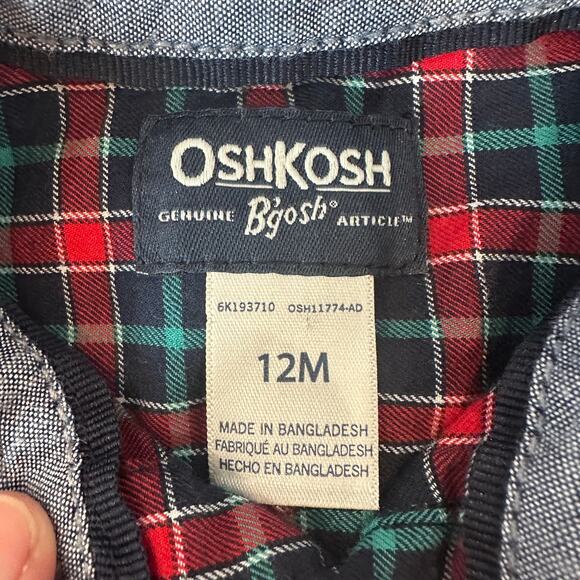 OSHKOSH
GENUINE B'gosh® ARTICLE™
6K193710 OSH11774-AD
12M
MADE IN BANGLADESH
FABRIQUÉ AU BANGLADESH
HECHO EN BANGLADESH